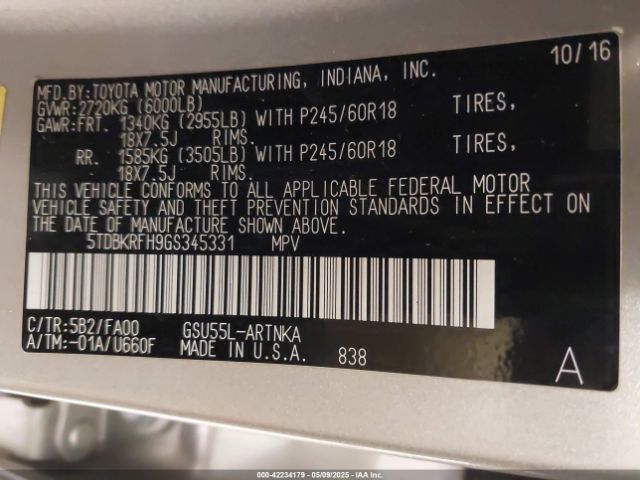 10/16
MFD.BY:TOYOTA MOTOR MANUFACTURING, INDIANA, INC.
GVWR:2720KG (6000LB)
GAWR:FRT. 1340KG (2955LB) WITH P245/60R18 TIRES,
18X7.5J RIMS.
RR. 1585KG (3505LB) WITH P245/60R18 TIRES,
18X7.5J RIMS.
THIS VEHICLE CONFORMS TO ALL APPLICABLE FEDERAL MOTOR
VEHICLE SAFETY AND THEFT PREVENTION STANDARDS IN EFFECT ON
THE DATE OF MANUFACTURE SHOWN ABOVE.
5TDBKRFH9GS345331 MPV
C/TR:5B2/FA00 GSU55L-ARTNKA
A/TM:-01A/U660F MADE IN U.S.A. 838
A
000-42234179 - 05/09/2025 - IAAI. Inc.